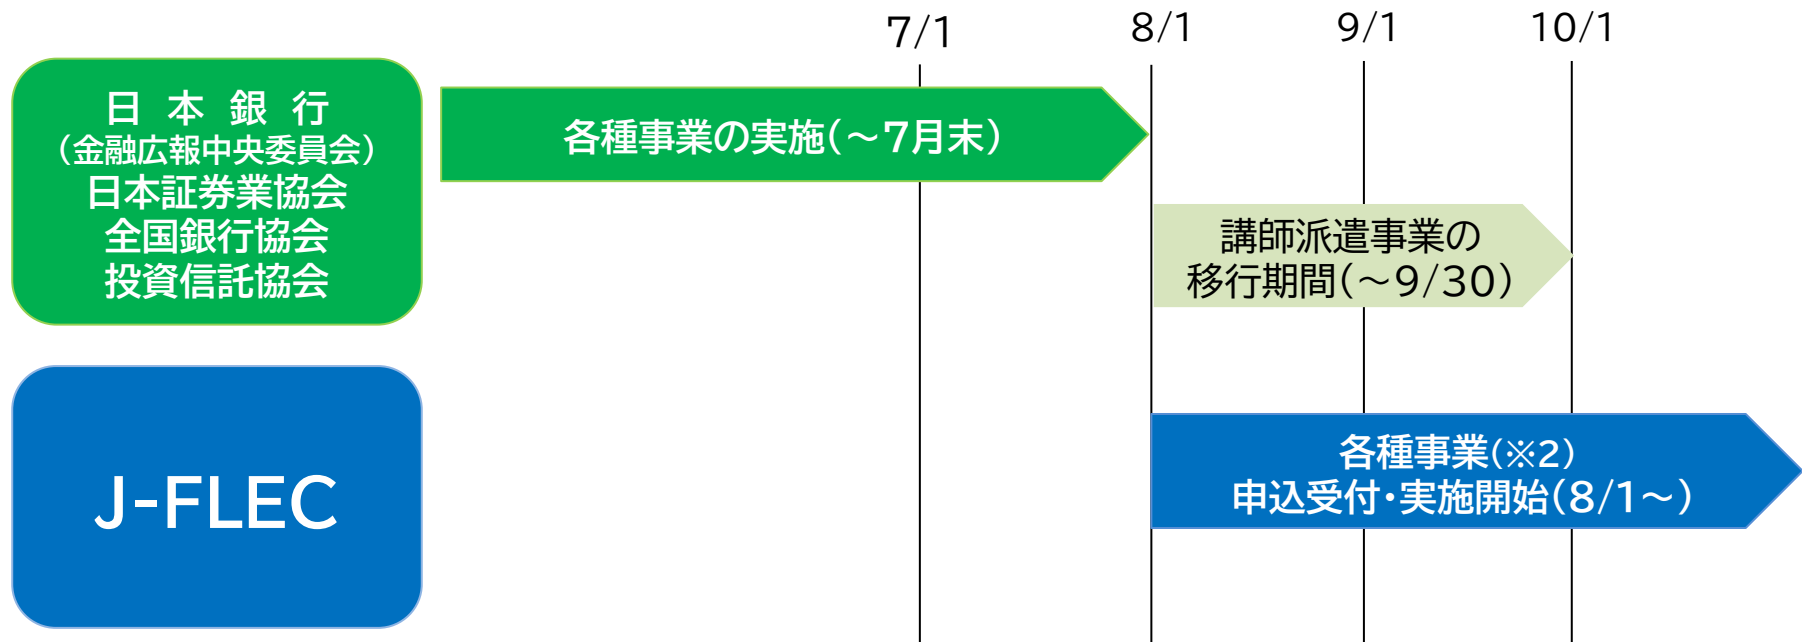 7/1
8/1
9/1
10/1
日 本 銀 行
（金融広報中央委員会）
日本証券業協会
全国銀行協会
投資信託協会
各種事業の実施（～7月末）
講師派遣事業の
移行期間（～9/30）
J-FLEC
各種事業（※2）
申込受付・実施開始（8/1～）